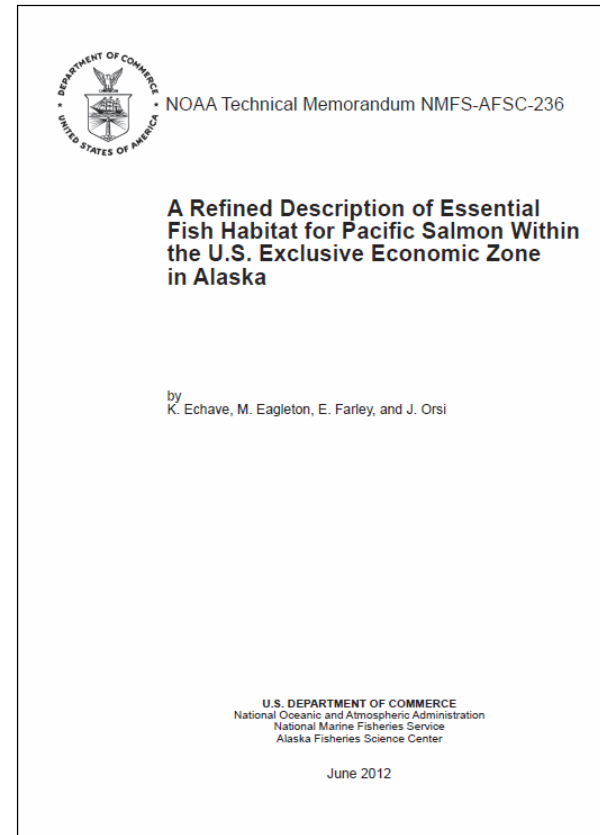 DEPARTMENT OF COMMERCE
UNITED STATES OF AMERICA
NOAA Technical Memorandum NMFS-AFSC-236
A Refined Description of Essential
Fish Habitat for Pacific Salmon Within
the U.S. Exclusive Economic Zone
in Alaska
by
K. Echave, M. Eagleton, E. Farley, and J. Orsi
U.S. DEPARTMENT OF COMMERCE
National Oceanic and Atmospheric Administration
National Marine Fisheries Service
Alaska Fisheries Science Center
June 2012